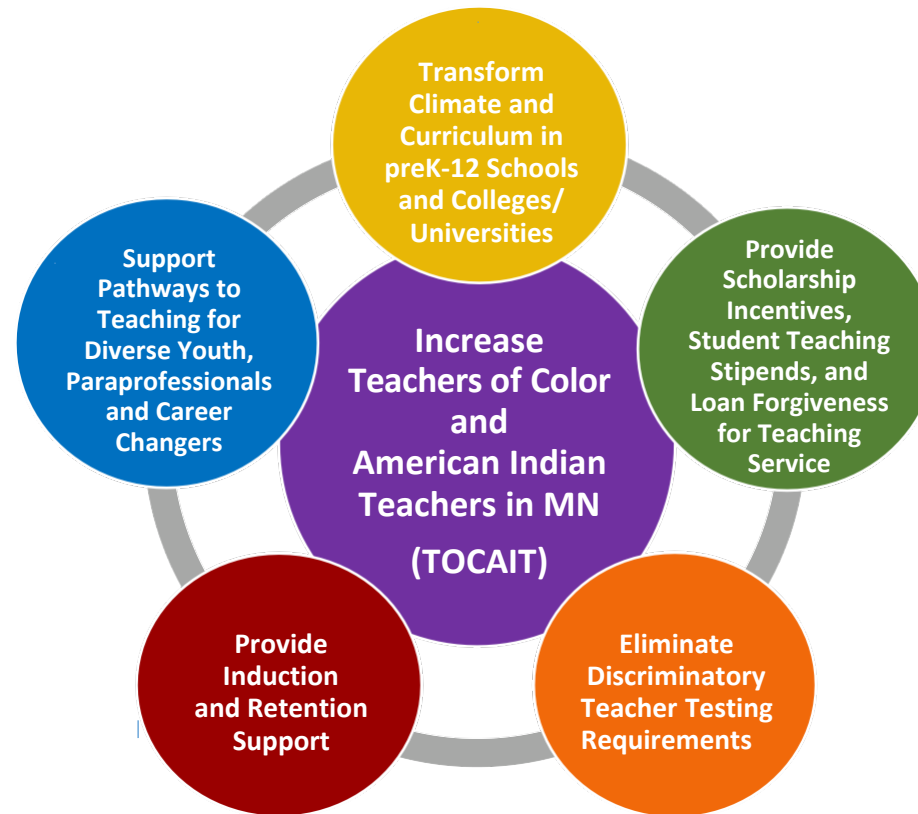 Transform
Climate and
Curriculum in
preK-12 Schools
and Colleges/
Universities
Provide
Scholarship
Incentives,
Student Teaching
Stipends, and
Loan Forgiveness
for Teaching
Service
Eliminate
Discriminatory
Teacher Testing
Requirements
Provide
Induction
and Retention
Support
Support
Pathways to
Teaching for
Diverse Youth,
Paraprofessionals
and Career
Changers
Increase
Teachers of Color
and
American Indian
Teachers in MN
(TOCAIT)